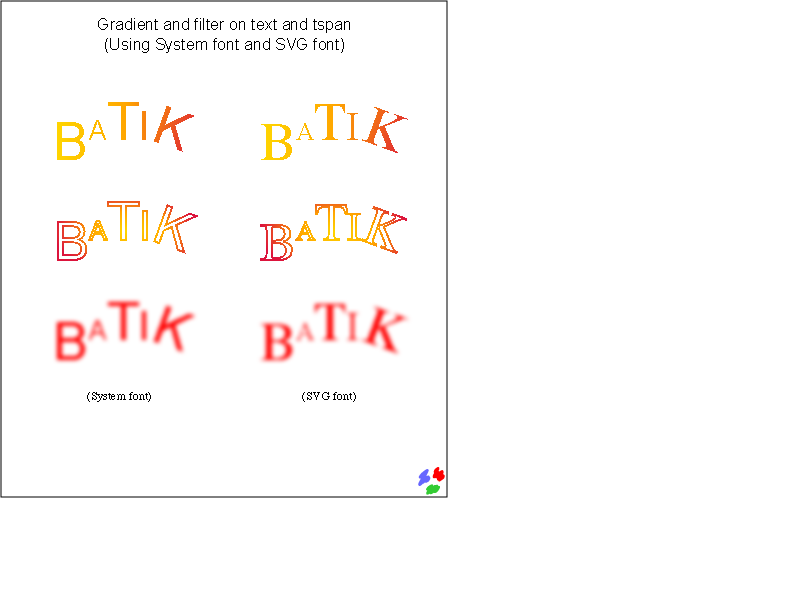 Gradient and filter on text and tspan
(Using System font and SVG font)
BATIK BATIK
BATIK BATIK
BATIK BATIK
(System font) (SVG font)